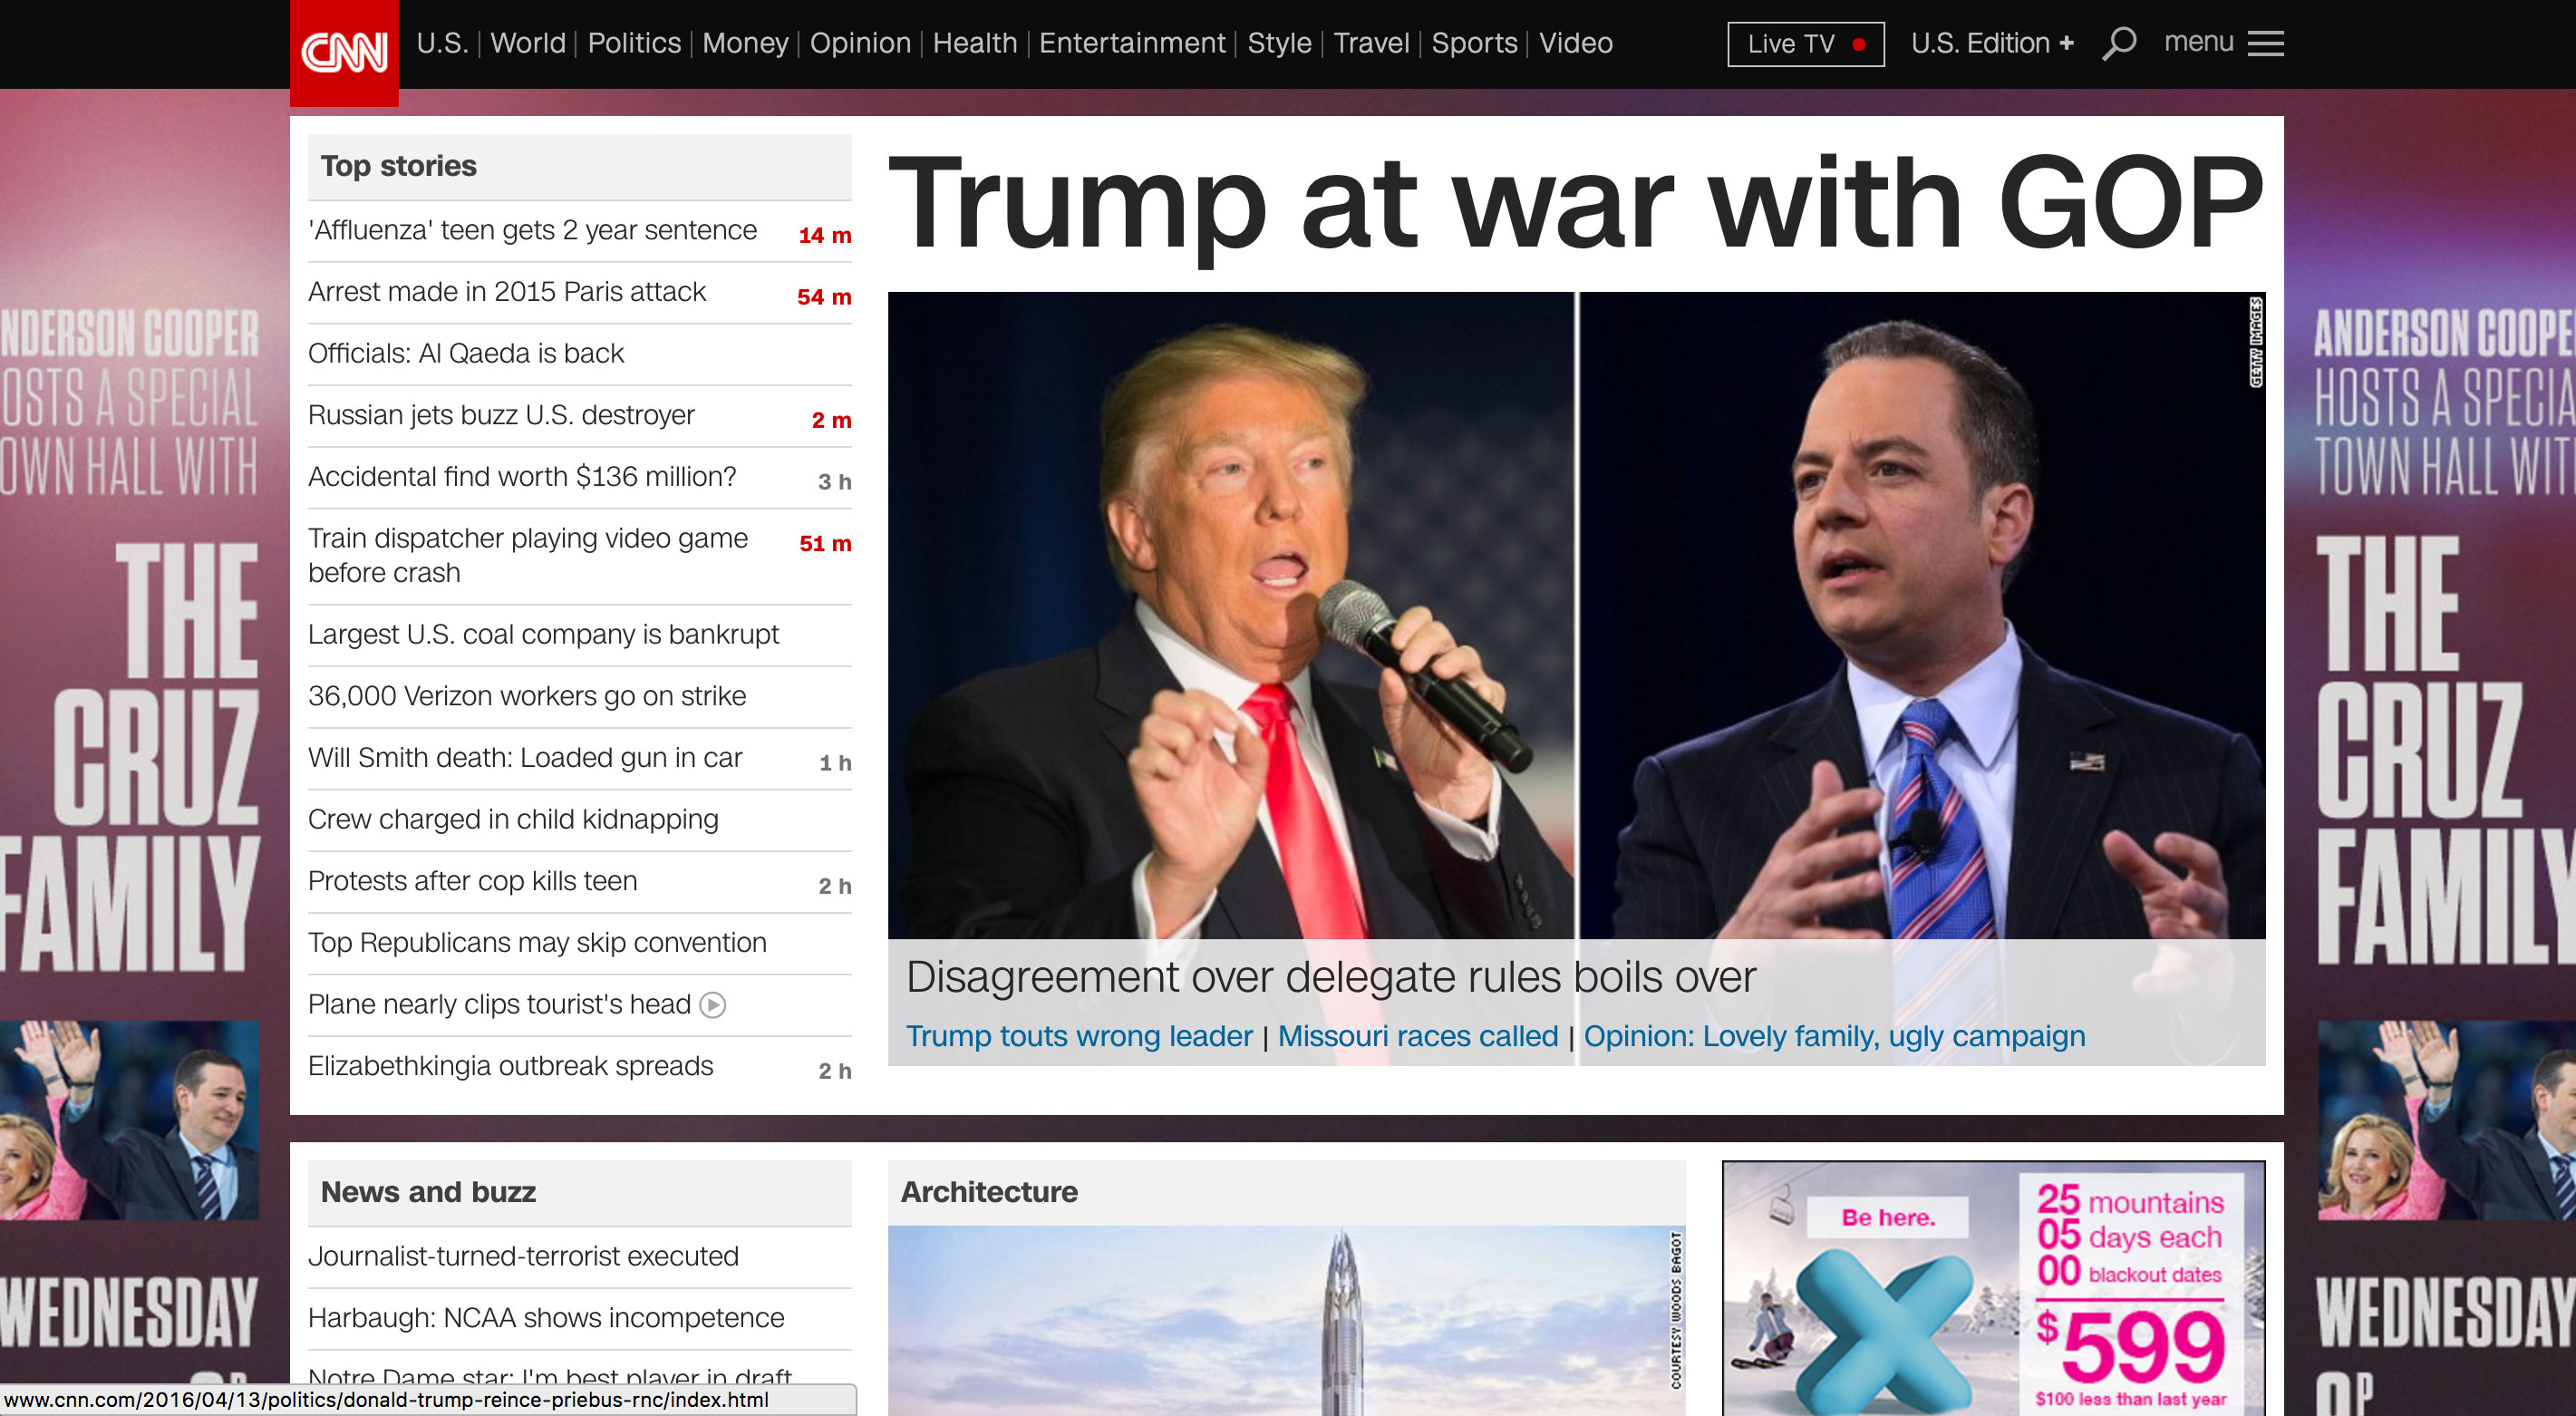 CNN
U.S. | World | Politics | Money | Opinion | Health | Entertainment | Style | Travel | Sports | Video
Live TV
U.S. Edition +
menu
NDERSON COOPER
OSTS A SPECIAL
OWN HALL WITH
THE
CRUZ
FAMILY
WEDNESDAY
Top stories
'Affluenza' teen gets 2 year sentence 14 m
Arrest made in 2015 Paris attack 54 m
Officials: Al Qaeda is back
Russian jets buzz U.S. destroyer 2 m
Accidental find worth $136 million? 3 h
Train dispatcher playing video game 51 m
before crash
Largest U.S. coal company is bankrupt
36,000 Verizon workers go on strike
Will Smith death: Loaded gun in car 1 h
Crew charged in child kidnapping
Protests after cop kills teen 2 h
Top Republicans may skip convention
Plane nearly clips tourist's head
Elizabethkingia outbreak spreads 2 h
Trump at war with GOP
GETTY IMAGES
Disagreement over delegate rules boils over
Trump touts wrong leader | Missouri races called | Opinion: Lovely family, ugly campaign
ANDERSON COOPE
HOSTS A SPECIA
TOWN HALL WIT
THE
CRUZ
FAMILY
WEDNESDAY
News and buzz
Journalist-turned-terrorist executed
Harbaugh: NCAA shows incompetence
Notre Dame star: I'm best player in draft
Architecture
COURTESY WOODS BAGOT
Be here.
25 mountains
05 days each
00 blackout dates
$599
$100 less than last year
www.cnn.com/2016/04/13/politics/donald-trump-reince-priebus-rnc/index.html